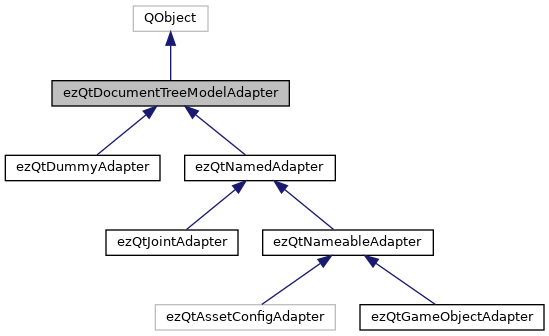 QObject
ezQtDocumentTreeModelAdapter
ezQtDummyAdapter
ezQtNamedAdapter
ezQtJointAdapter
ezQtNameableAdapter
ezQtAssetConfigAdapter
ezQtGameObjectAdapter